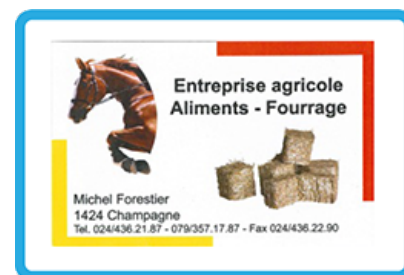 Entreprise agricole
Aliments - Fourrage
Michel Forestier
1424 Champagne
Tel. 024/436.21.87 - 079/357.17.87 - Fax 024/436.22.90